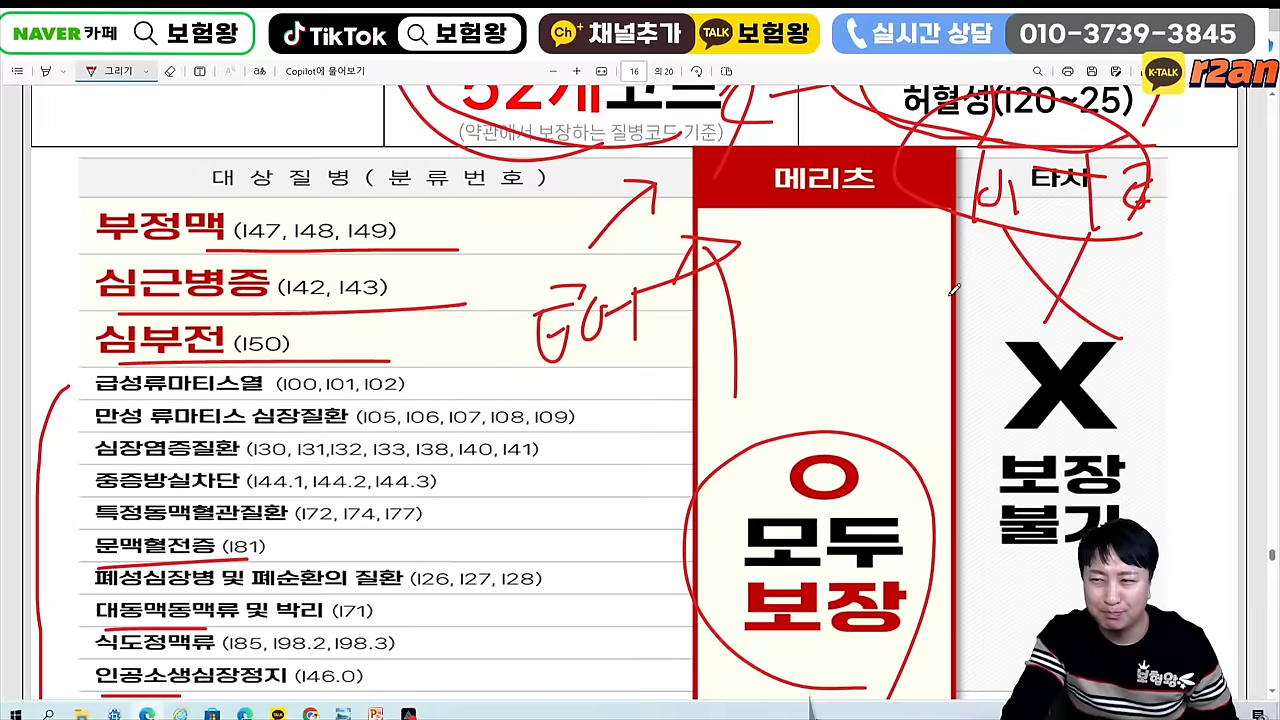 NAVER 카페 보험왕 TikTok 보험왕 Ch+ 채널추가 TALK 보험왕 실시간 상담 010-3739-3845
그리기 Copilot에 물어보기 16 의 20 K-TALK r2an
52개코드 허혈성(I20~25)
(약관에서 보장하는 질병코드 기준)
대상질병(분류번호) 메리츠 타사
부정맥 (I47, I48, I49)
심근병증 (I42, I43)
심부전 (I50)
급성류마티스열 (I00, I01, I02)
만성 류마티스 심장질환 (I05, I06, I07, I08, I09)
심장염증질환 (I30, I31,I32, I33, I38, I40, I41)
중증방실차단 (I44.1, I44.2, I44.3)
특정동맥혈관질환 (I72, I74, I77)
문맥혈전증 (I81)
폐성심장병 및 폐순환의 질환 (I26, I27, I28)
대동맥동맥류 및 박리 (I71)
식도정맥류 (I85, I98.2, I98.3)
인공소생심장정지 (I46.0)
O
모두
보장
X
보장
불가
보험왕